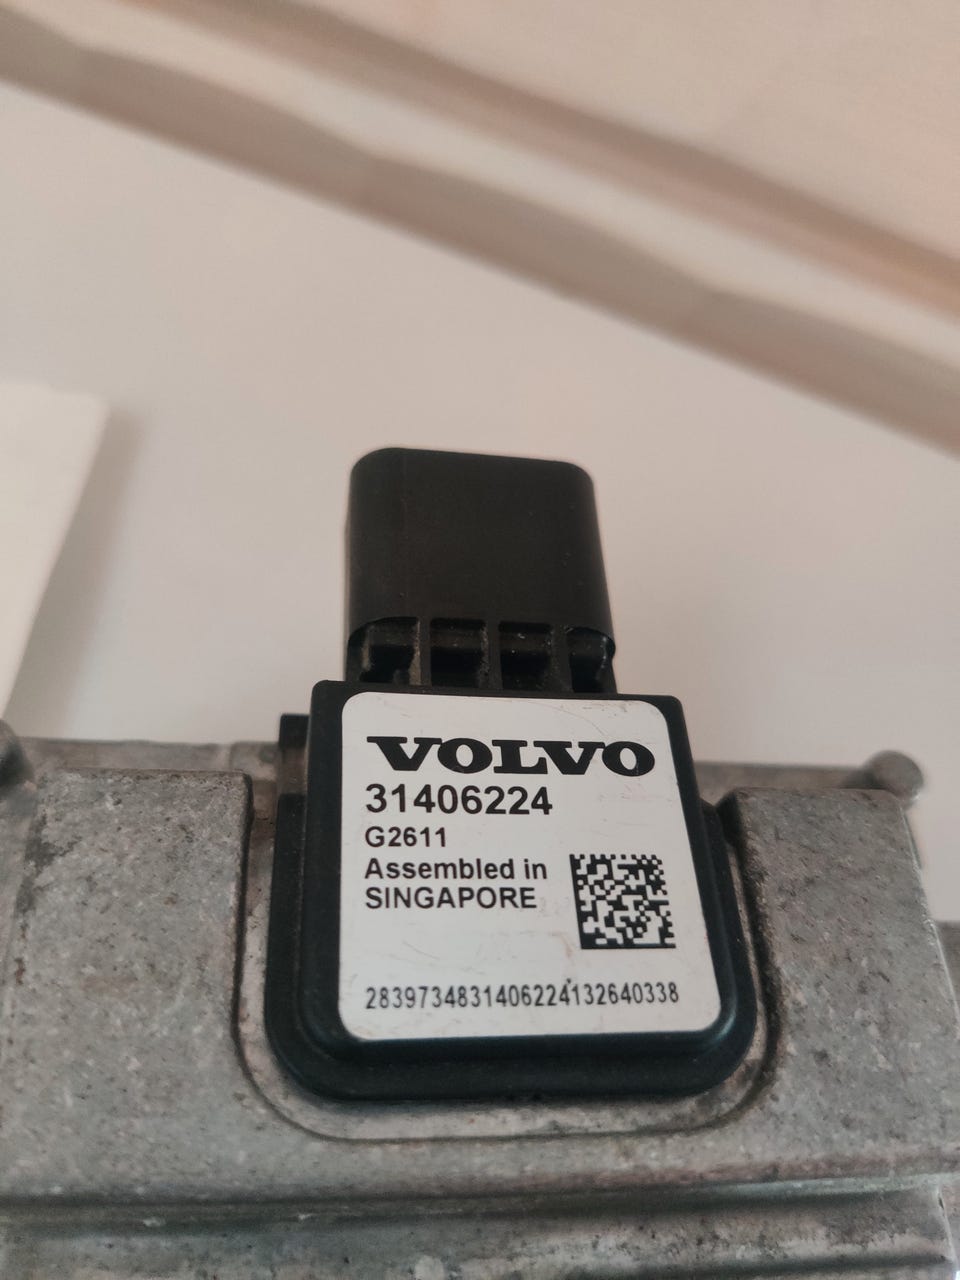 VOLVO
31406224
G2611
Assembled in
SINGAPORE
2839734831406224132640338